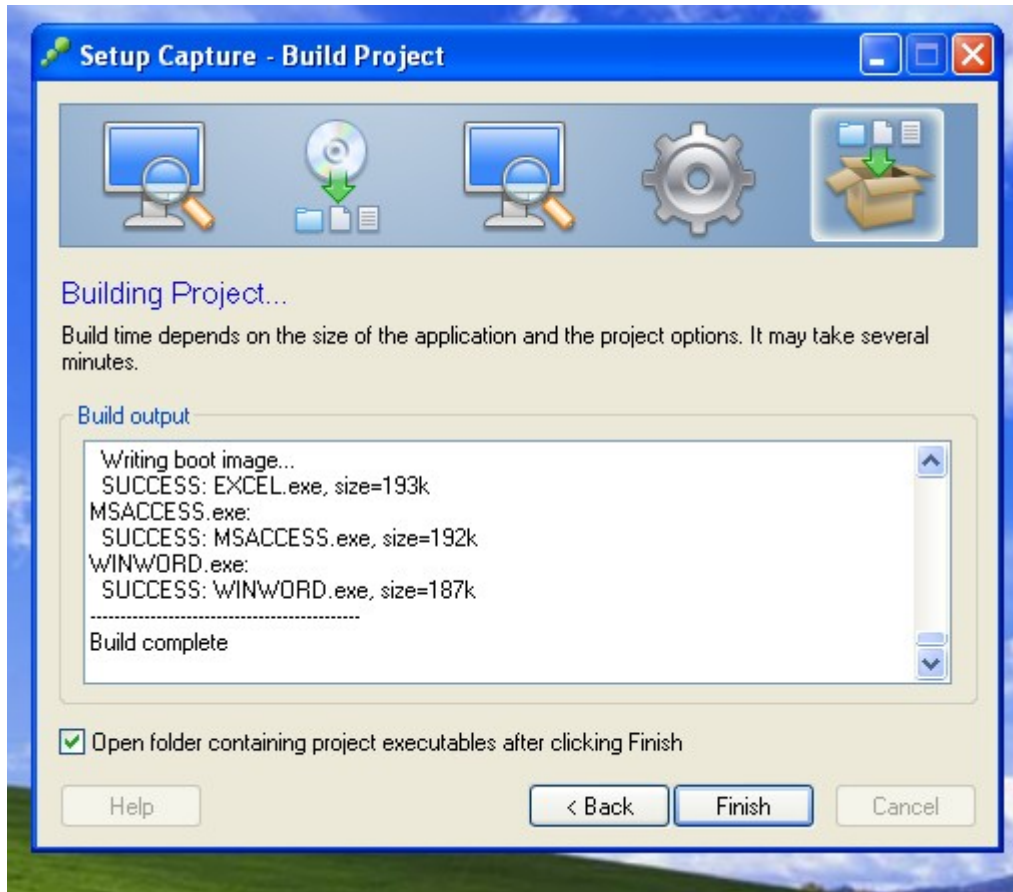 Setup Capture - Build Project
Building Project...
Build time depends on the size of the application and the project options. It may take several
minutes.
Build output
Writing boot image...
SUCCESS: EXCEL.exe, size=193k
MSACCESS.exe:
SUCCESS: MSACCESS.exe, size=192k
WINWORD.exe:
SUCCESS: WINWORD.exe, size=187k
---------------------------------------------
Build complete
Open folder containing project executables after clicking Finish
Help
< Back
Finish
Cancel